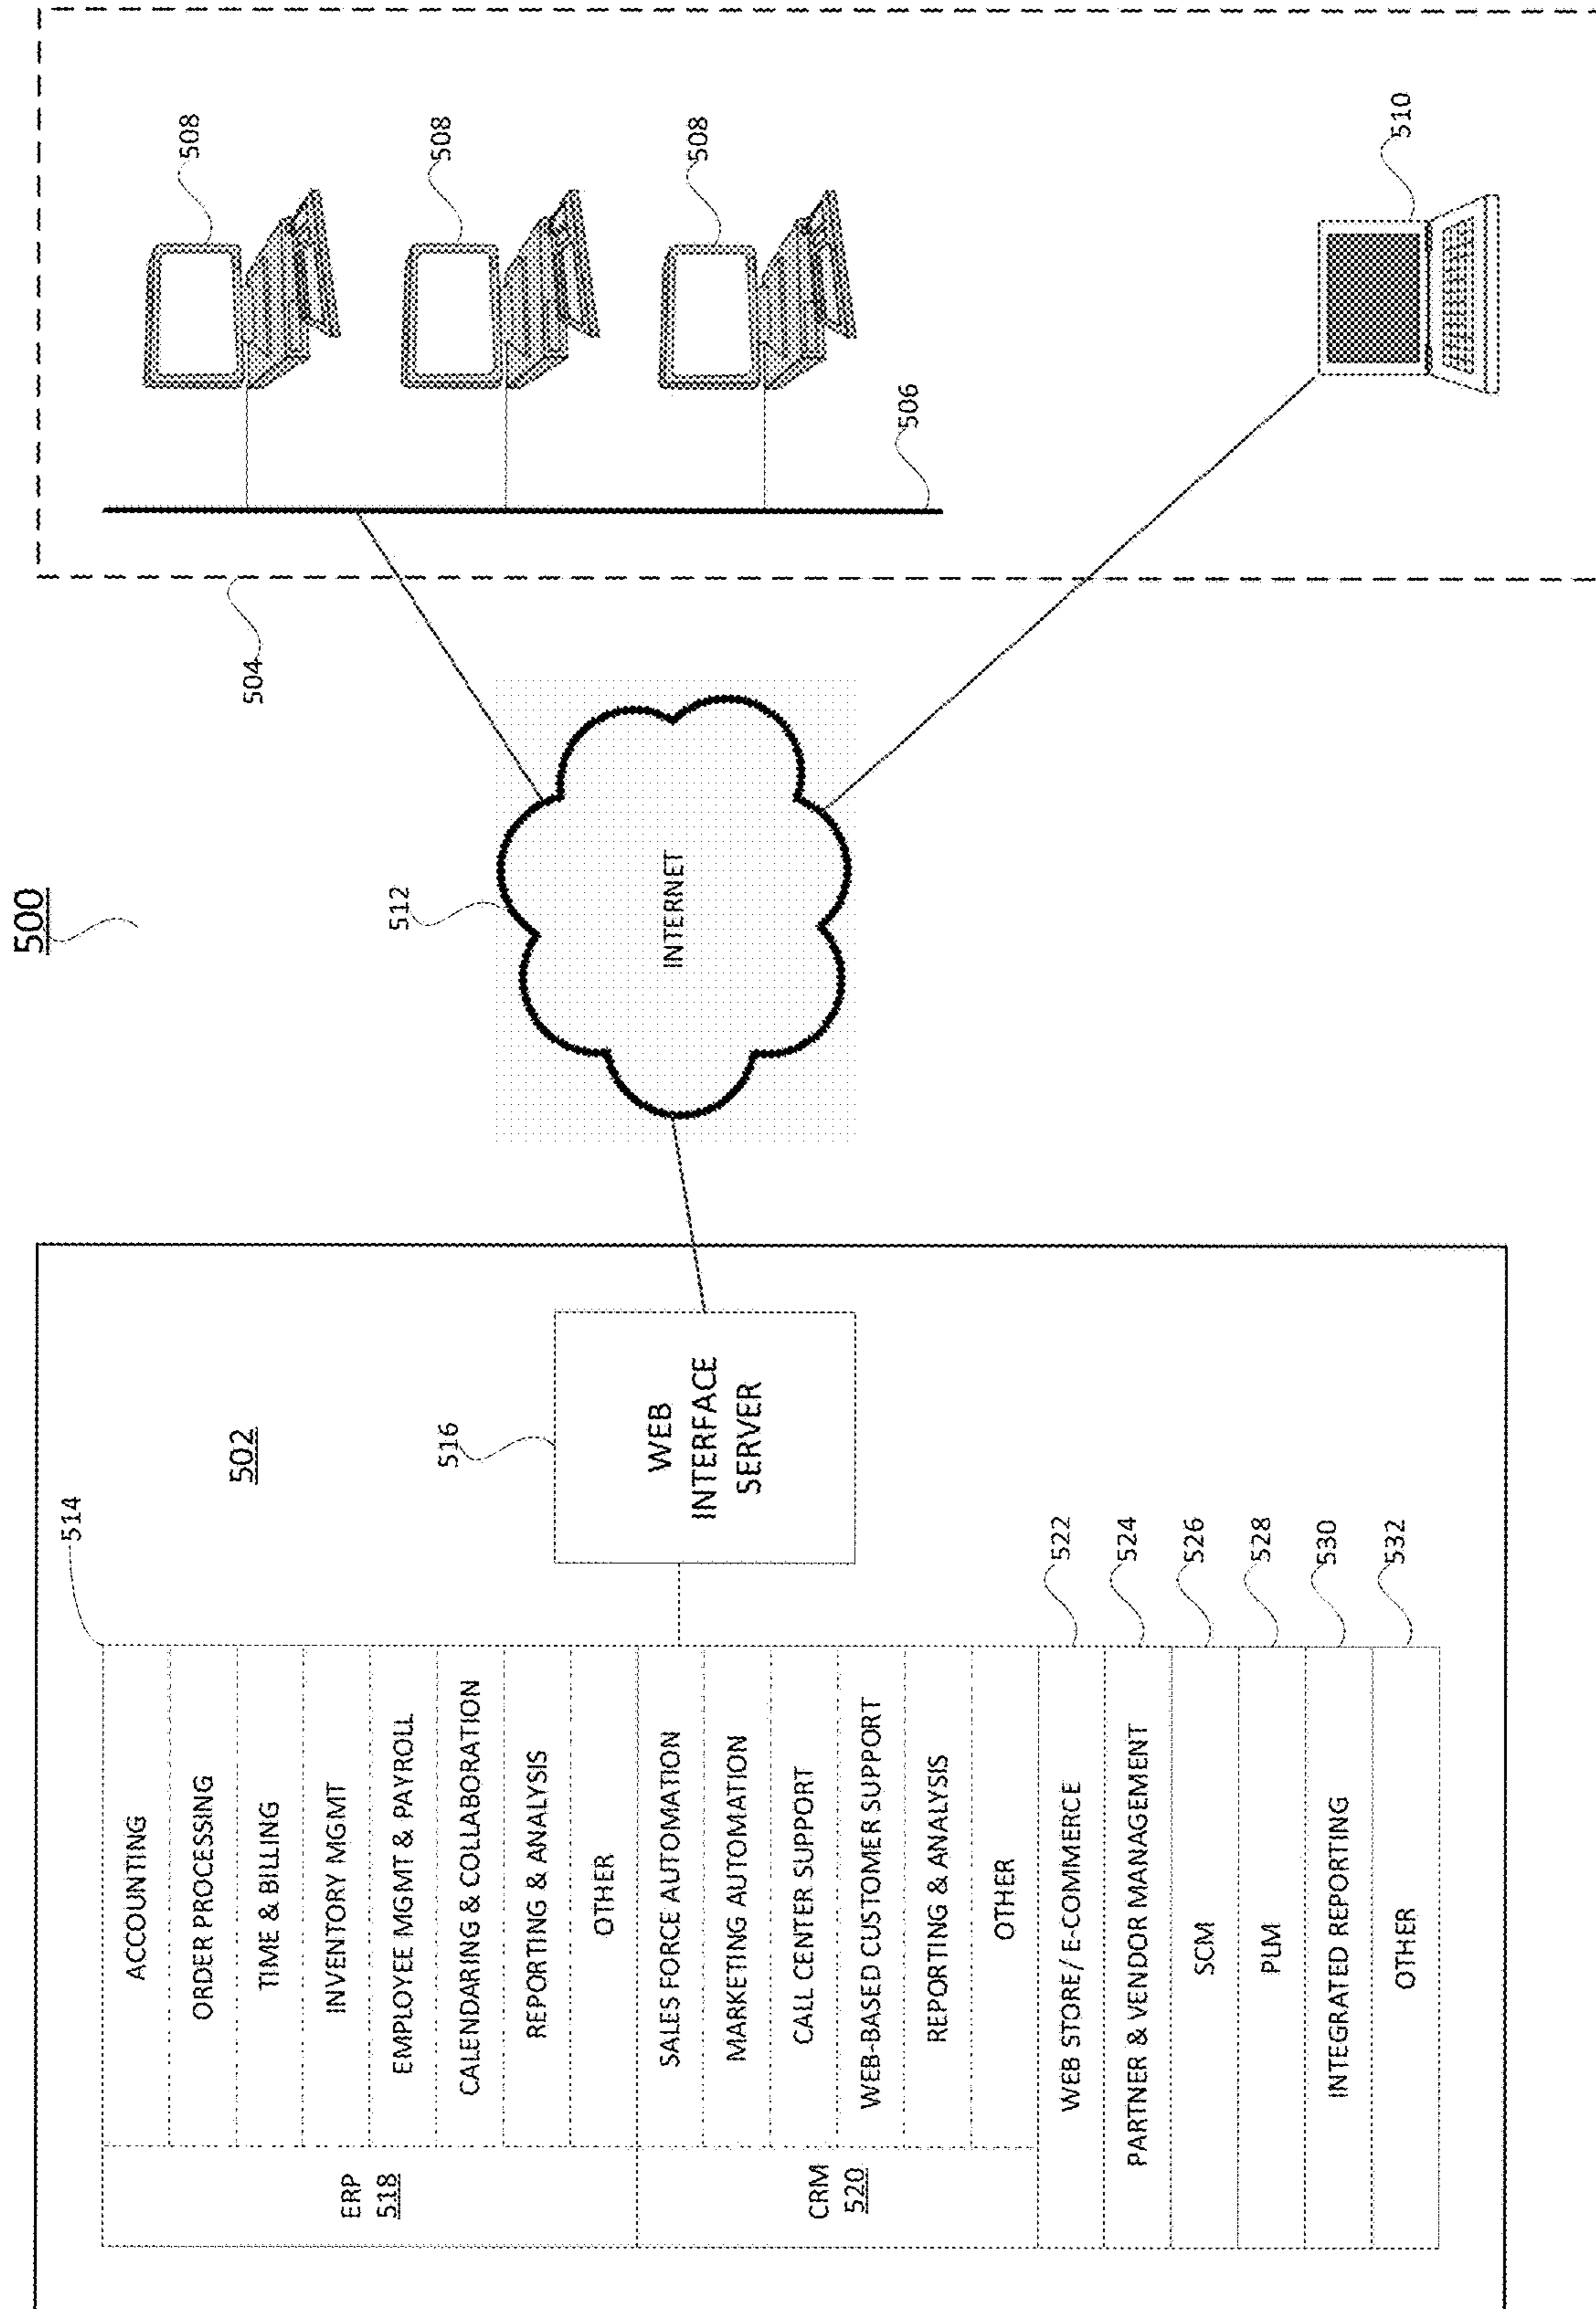 500
514
502
ERP
518
ACCOUNTING
ORDER PROCESSING
TIME & BILLING
INVENTORY MGMT
EMPLOYEE MGMT & PAYROLL
CALENDARING & COLLABORATION
REPORTING & ANALYSIS
OTHER
CRM
520
SALES FORCE AUTOMATION
MARKETING AUTOMATION
CALL CENTER SUPPORT
WEB-BASED CUSTOMER SUPPORT
REPORTING & ANALYSIS
OTHER
WEB STORE/ E-COMMERCE
522
PARTNER & VENDOR MANAGEMENT
524
SCM
526
PLM
528
INTEGRATED REPORTING
530
OTHER
532
516
WEB
INTERFACE
SERVER
512
INTERNET
504
508
508
508
506
510